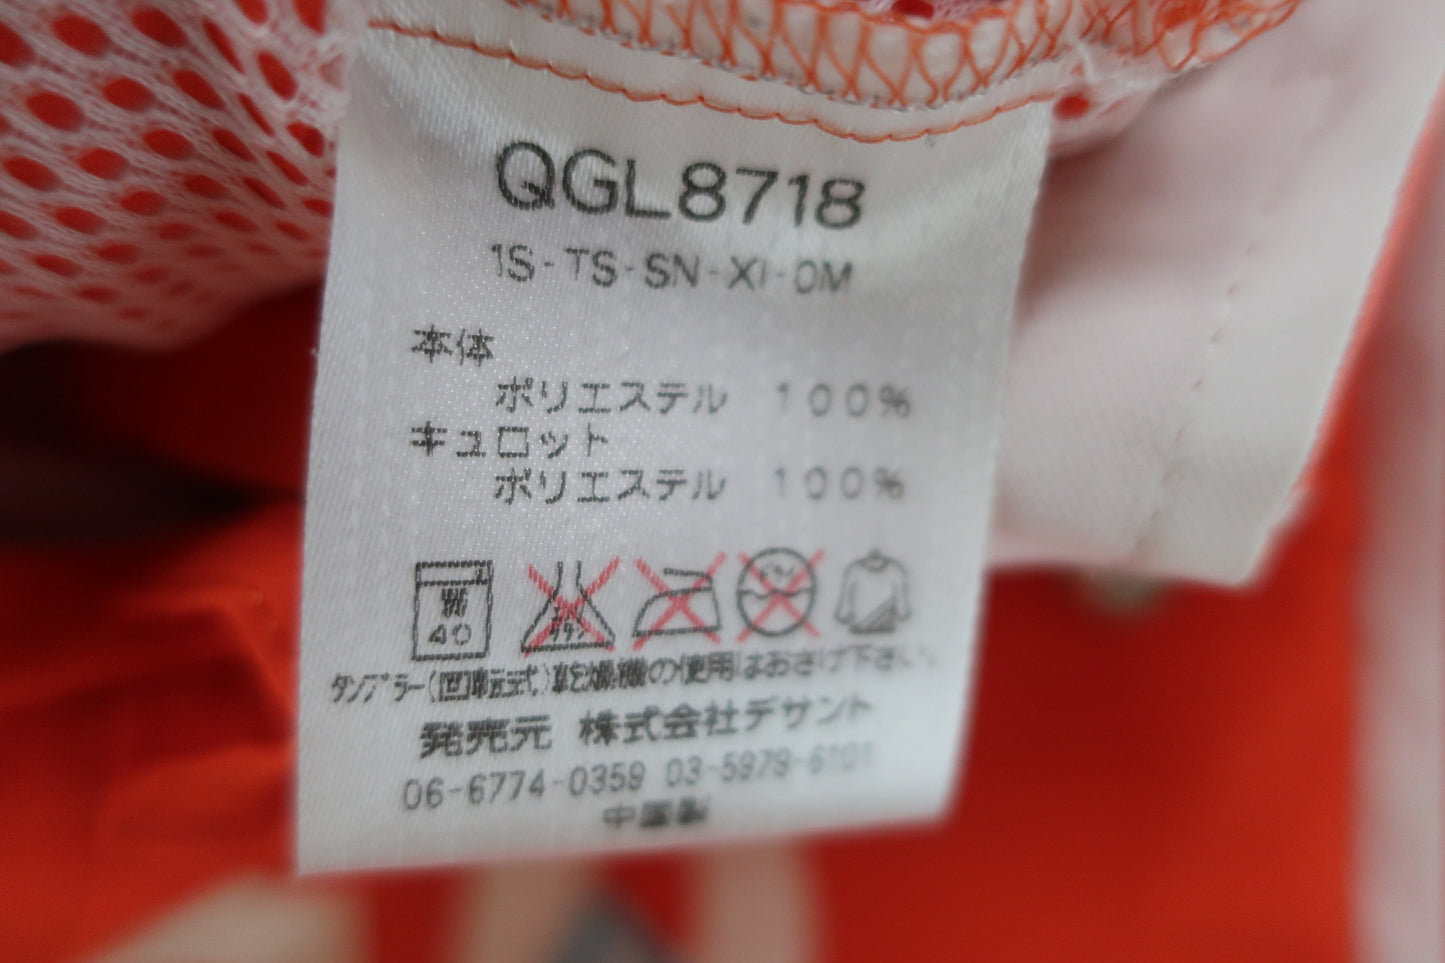 QGL8718
1S-TS-SN-XI-0M
本体
ポリエステル 100%
キュロット
ポリエステル 100%
40
タンブラー(回転式)乾燥機の使用はおさけ下さい。
発売元 株式会社デサント
06-6774-0359 03-5979-6101
中国製